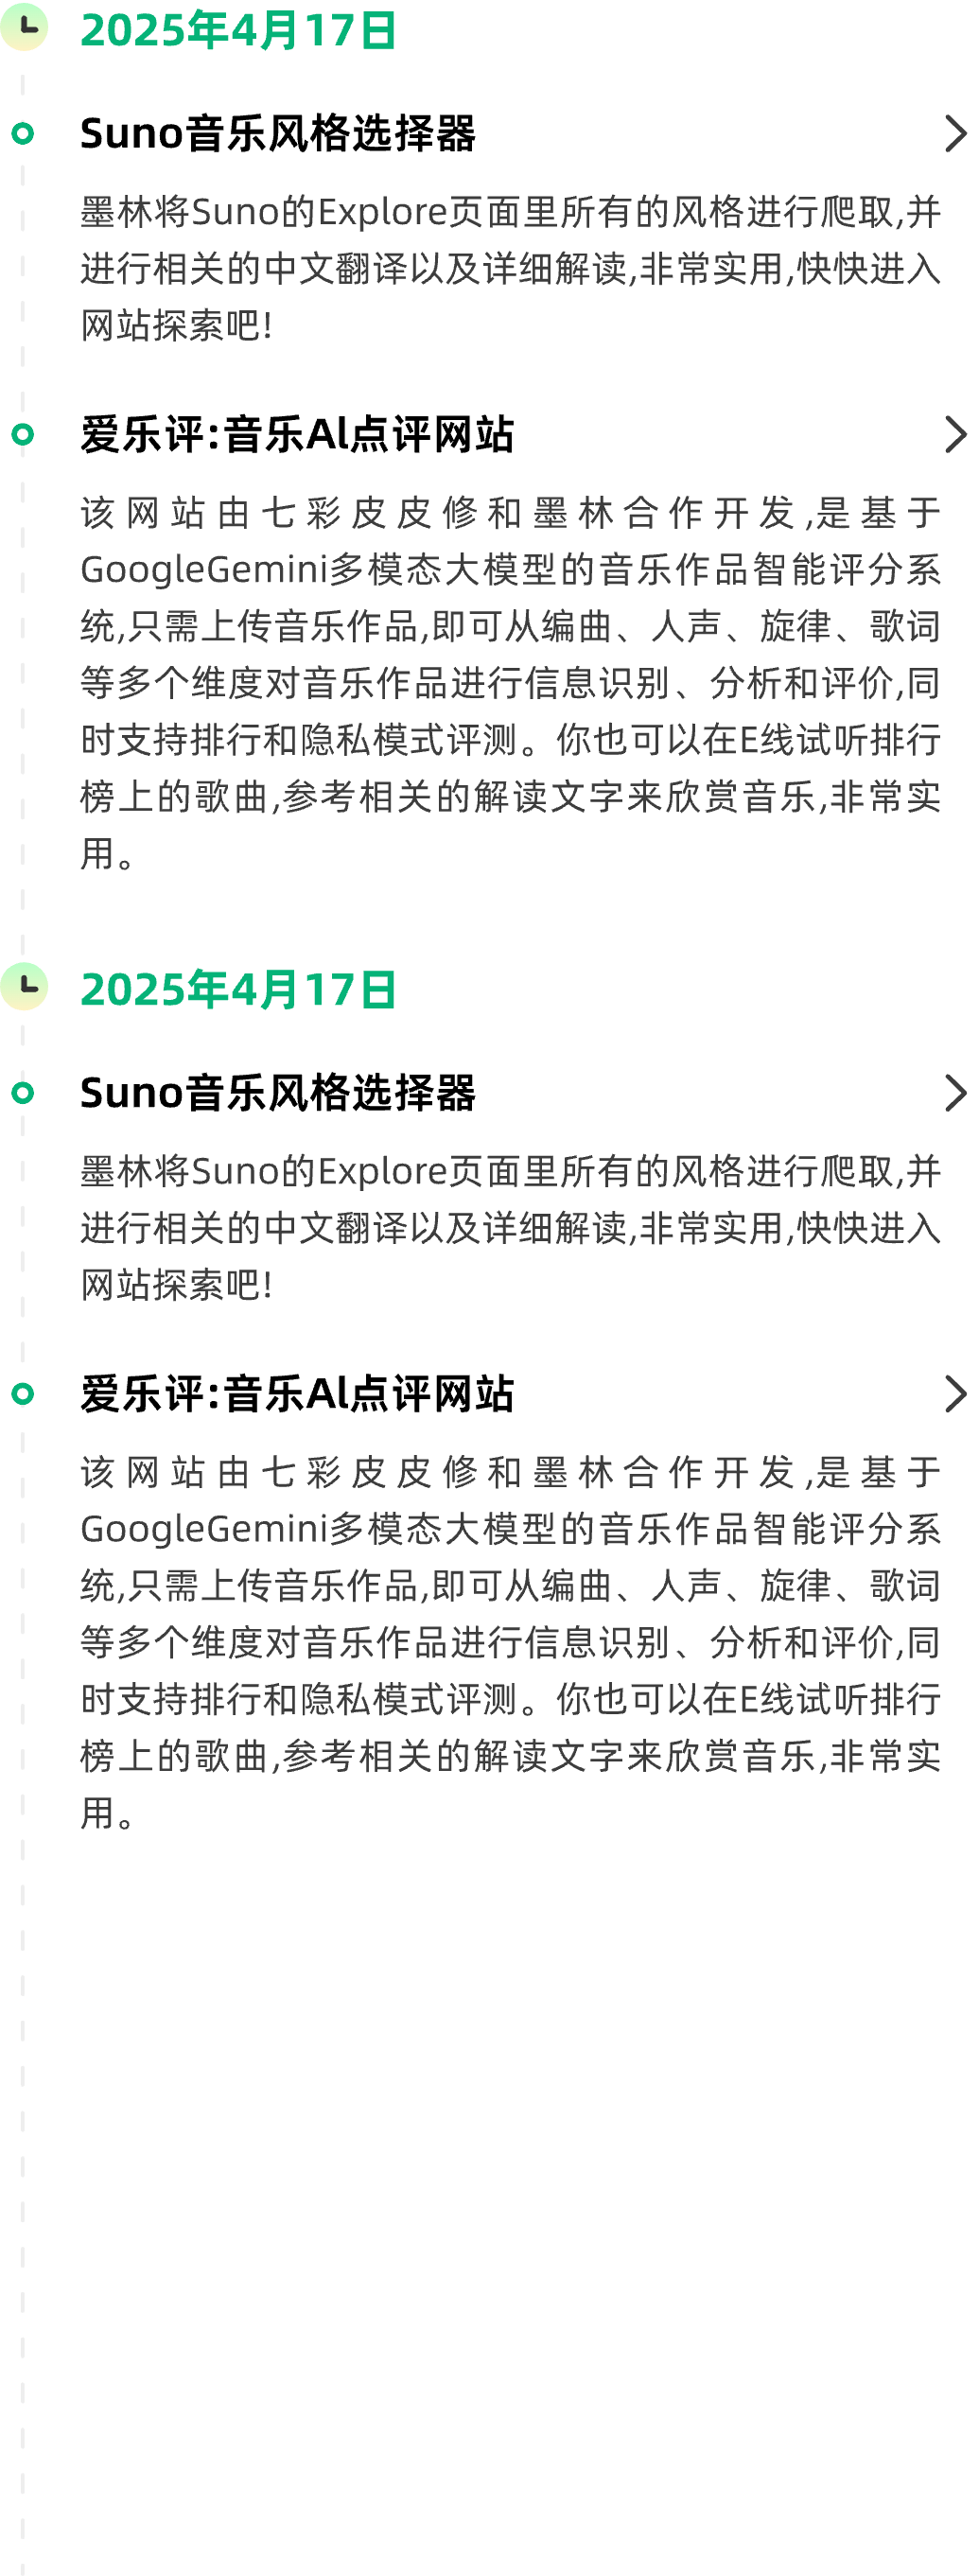 2025年4月17日
Suno音乐风格选择器
墨林将Suno的Explore页面里所有的风格进行爬取,并
进行相关的中文翻译以及详细解读,非常实用,快快进入
网站探索吧!
爱乐评:音乐Al点评网站
该网站由七彩皮皮修和墨林合作开发,是基于
GoogleGemini多模态大模型的音乐作品智能评分系
统,只需上传音乐作品,即可从编曲、人声、旋律、歌词
等多个维度对音乐作品进行信息识别、分析和评价,同
时支持排行和隐私模式评测。你也可以在E线试听排行
榜上的歌曲,参考相关的解读文字来欣赏音乐,非常实
用。
2025年4月17日
Suno音乐风格选择器
墨林将Suno的Explore页面里所有的风格进行爬取,并
进行相关的中文翻译以及详细解读,非常实用,快快进入
网站探索吧!
爱乐评:音乐Al点评网站
该网站由七彩皮皮修和墨林合作开发,是基于
GoogleGemini多模态大模型的音乐作品智能评分系
统,只需上传音乐作品,即可从编曲、人声、旋律、歌词
等多个维度对音乐作品进行信息识别、分析和评价,同
时支持排行和隐私模式评测。你也可以在E线试听排行
榜上的歌曲,参考相关的解读文字来欣赏音乐,非常实
用。